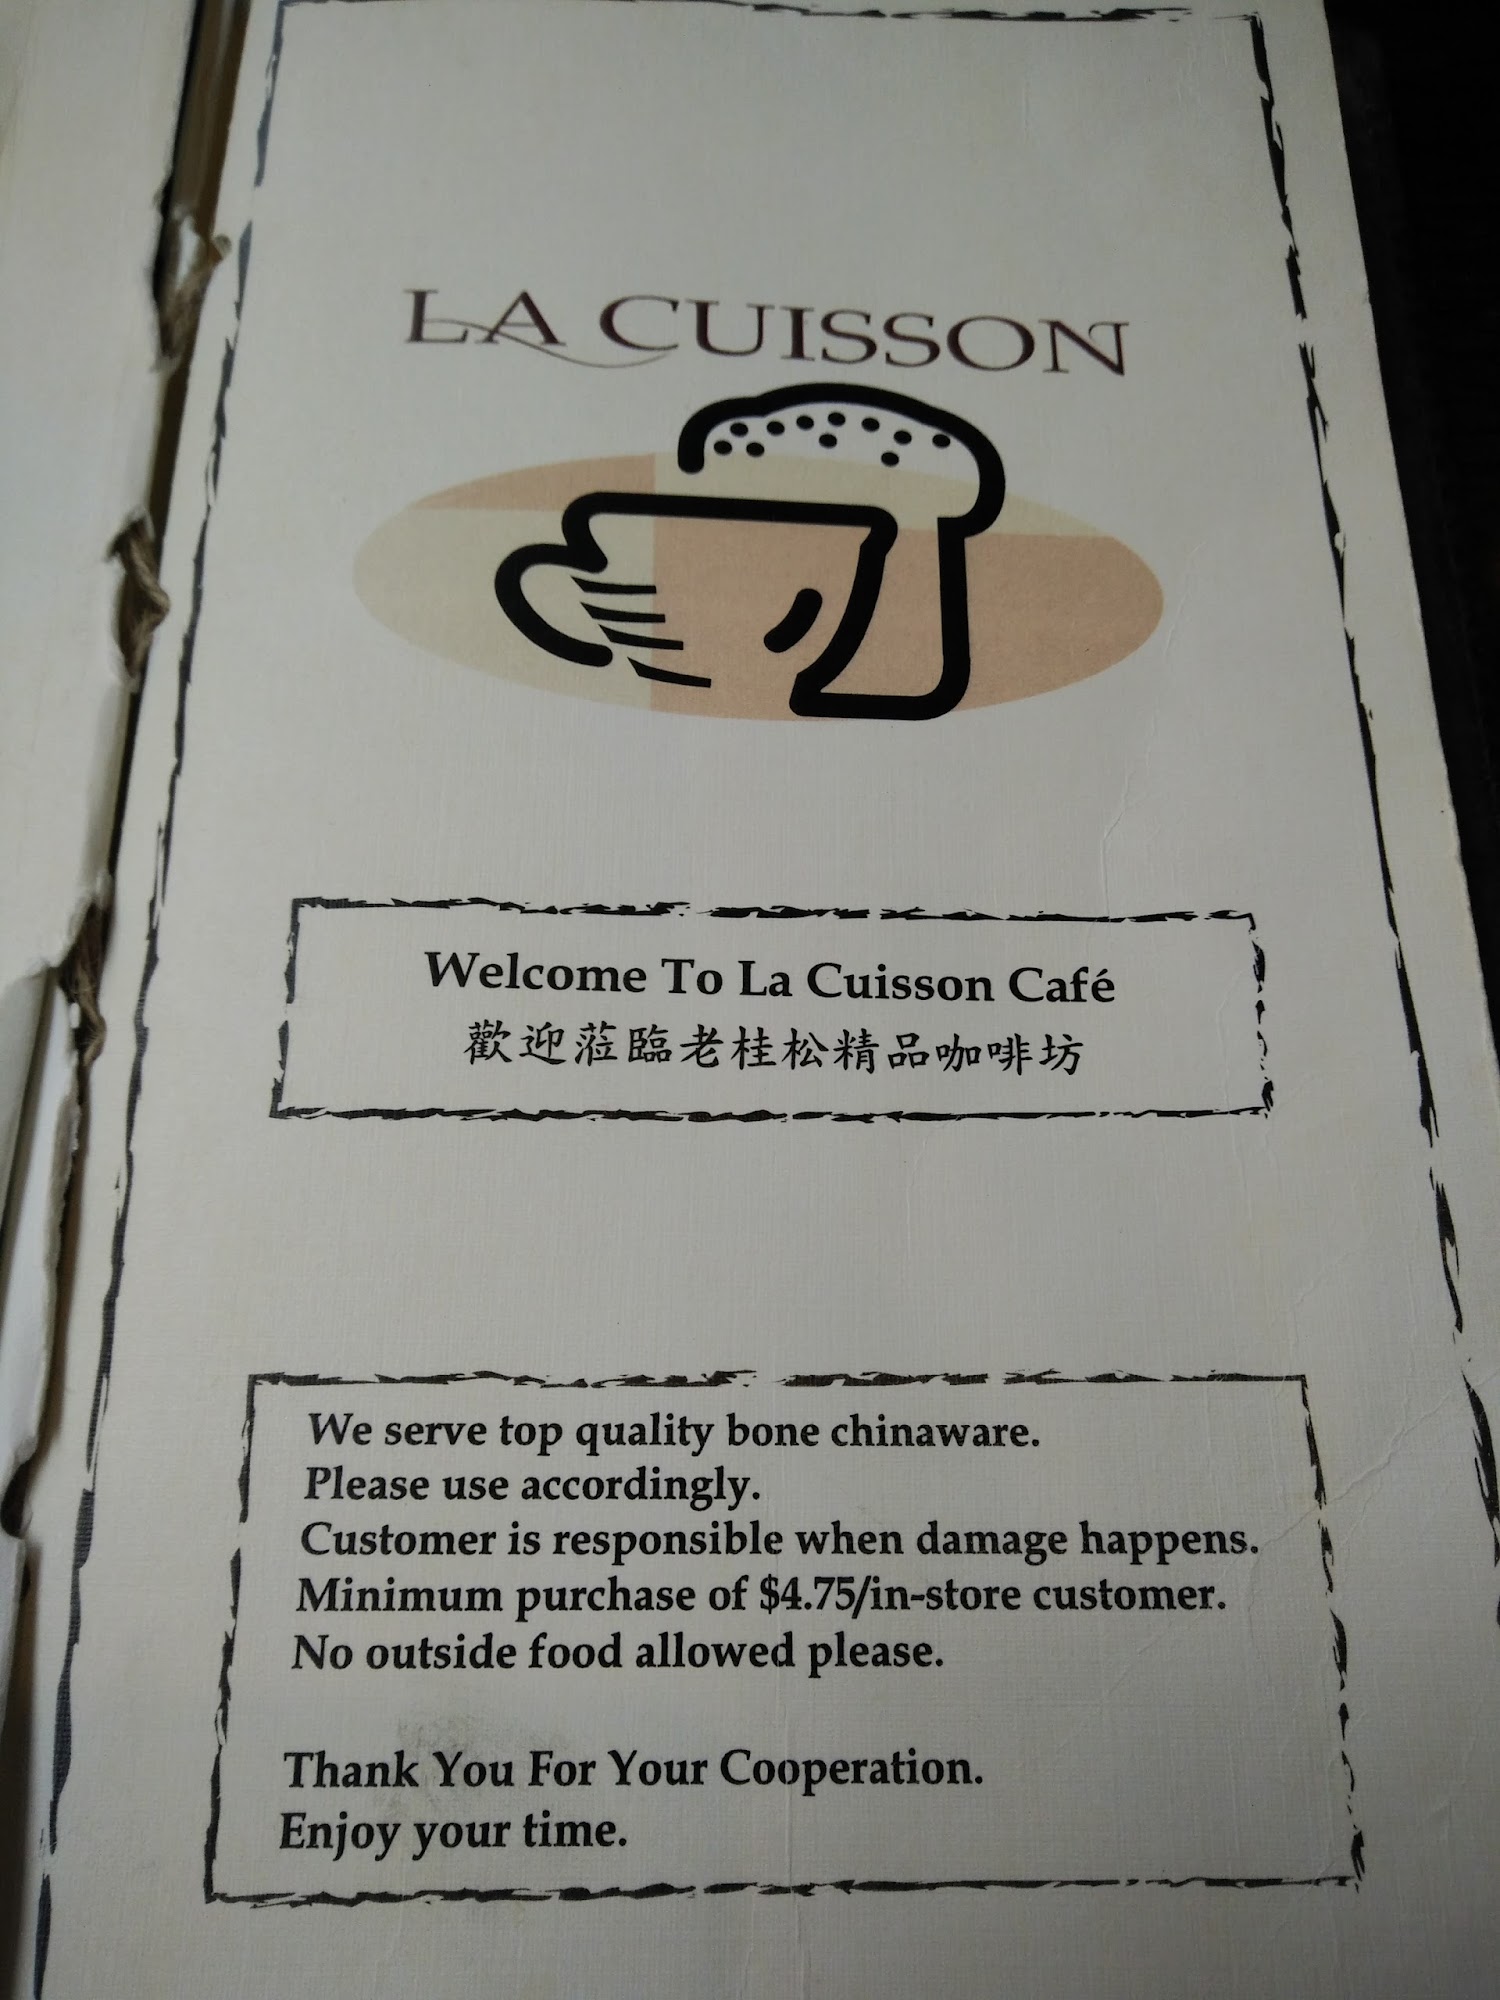 LA CUISSON
Welcome To La Cuisson Café
歡迎蒞臨老桂松精品咖啡坊
We serve top quality bone chinaware.
Please use accordingly.
Customer is responsible when damage happens.
Minimum purchase of $4.75/in-store customer.
No outside food allowed please.
Thank You For Your Cooperation.
Enjoy your time.